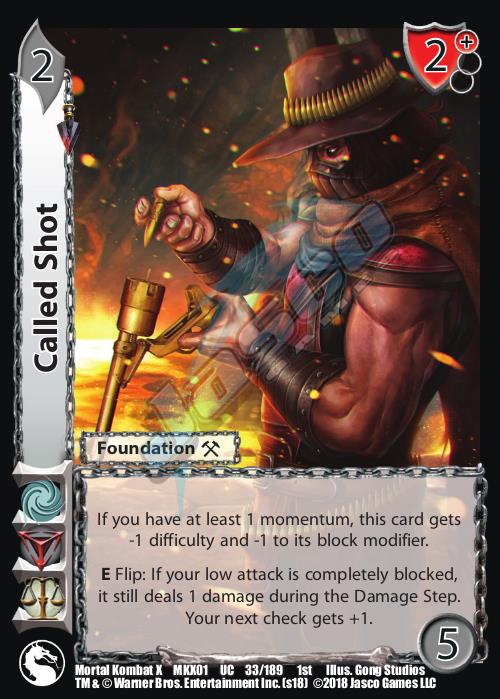 2
2 +
Called Shot
Foundation
If you have at least 1 momentum, this card gets
-1 difficulty and -1 to its block modifier.
E Flip: If your low attack is completely blocked,
it still deals 1 damage during the Damage Step.
Your next check gets +1.
5
Mortal Kombat X MKX01 UC 33/189 1st Illus. Gong Studios
TM & © Warner Bros. Entertainment Inc. (s18) ©2018 Jasco Games LLC
Jasco